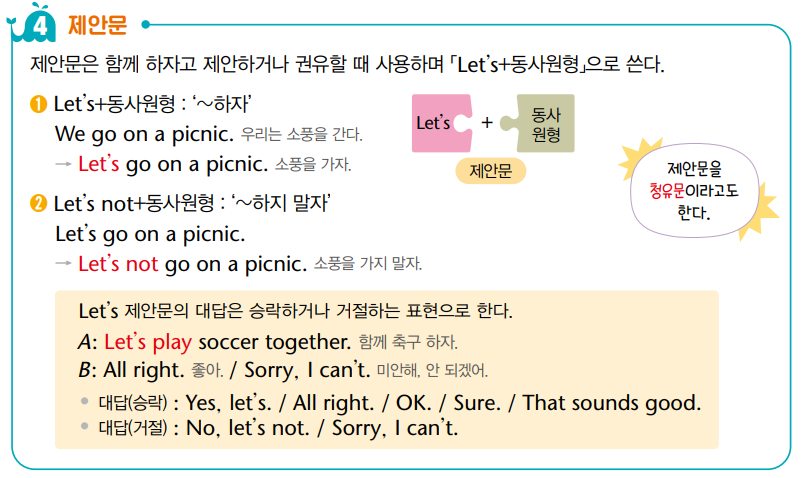 4 제안문
제안문은 함께 하자고 제안하거나 권유할 때 사용하며 「Let's+동사원형」으로 쓴다.
1 Let's+동사원형 : '~하자'
We go on a picnic. 우리는 소풍을 간다.
→ Let's go on a picnic. 소풍을 가자.
Let's + 동사
원형
제안문
제안문을
청유문이라고도
한다.
2 Let's not+동사원형 : '~하지 말자'
Let's go on a picnic.
→ Let's not go on a picnic. 소풍을 가지 말자.
Let's 제안문의 대답은 승낙하거나 거절하는 표현으로 한다.
A: Let's play soccer together. 함께 축구 하자.
B: All right. 좋아. / Sorry, I can't. 미안해, 안 되겠어.
• 대답(승락) : Yes, let's. / All right. / OK. / Sure. / That sounds good.
• 대답(거절) : No, let's not. / Sorry, I can't.